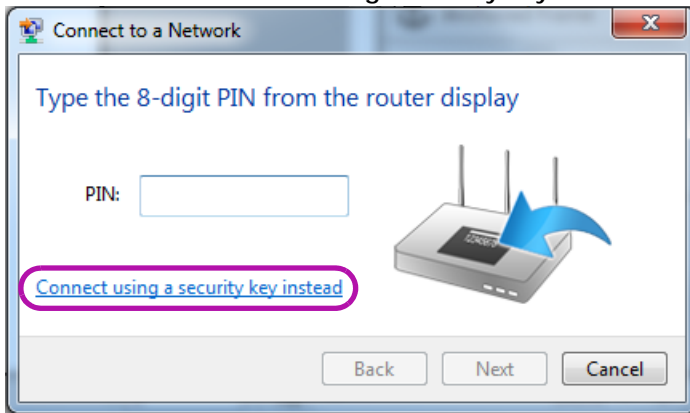 Connect to a Network
Type the 8-digit PIN from the router display
PIN:
12345678
Connect using a security key instead
Back
Next
Cancel